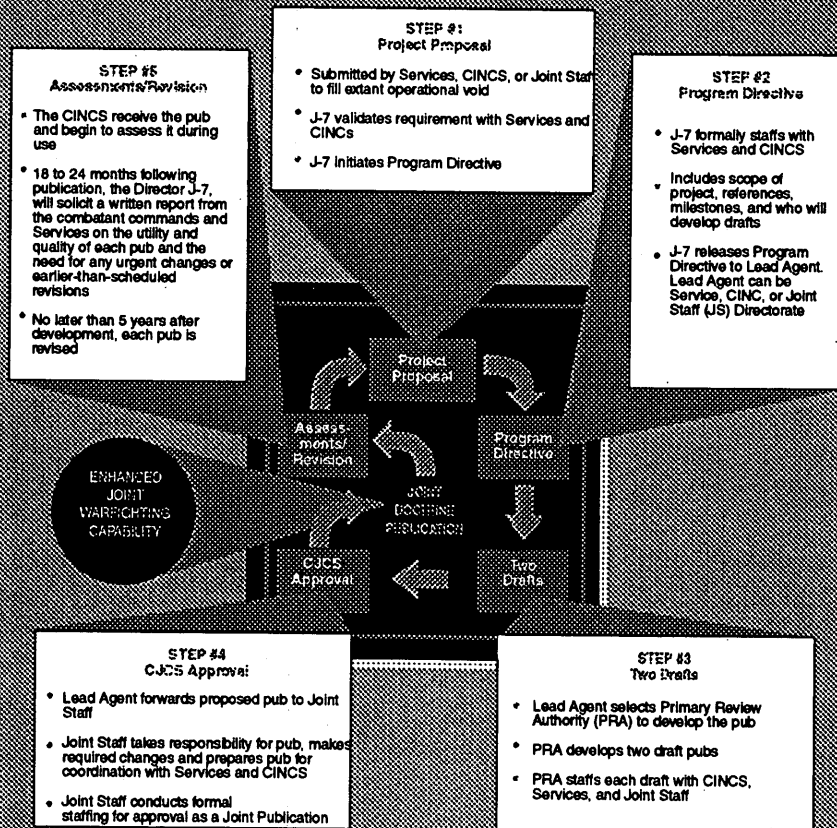 STEP #1
Project Proposal
• Submitted by Services, CINCS, or Joint Staff
to fill extant operational void
• J-7 validates requirement with Services and
CINCs
• J-7 initiates Program Directive
STEP #2
Program Directive
• J-7 formally staffs with
Services and CINCS
• Includes scope of
project, references,
milestones, and who will
develop drafts
• J-7 releases Program
Directive to Lead Agent.
Lead Agent can be
Service, CINC, or Joint
Staff (JS) Directorate
STEP #3
Two Drafts
• Lead Agent selects Primary Review
Authority (PRA) to develop the pub
• PRA develops two draft pubs
• PRA staffs each draft with CINCS,
Services, and Joint Staff
STEP #4
CJCS Approval
• Lead Agent forwards proposed pub to Joint
Staff
• Joint Staff takes responsibility for pub, makes
required changes and prepares pub for
coordination with Services and CINCS
• Joint Staff conducts formal
staffing for approval as a Joint Publication
STEP #5
Assessments/Revision
• The CINCS receive the pub
and begin to assess it during
use
• 18 to 24 months following
publication, the Director J-7,
will solicit a written report from
the combatant commands and
Services on the utility and
quality of each pub and the
need for any urgent changes or
earlier-than-scheduled
revisions
• No later than 5 years after
development, each pub is
revised
Project
Proposal
Program
Directive
Two
Drafts
CJCS
Approval
Assess-
ments/
Revision
JOINT
DOCTRINE
PUBLICATION
ENHANCED
JOINT
WARFIGHTING
CAPABILITY